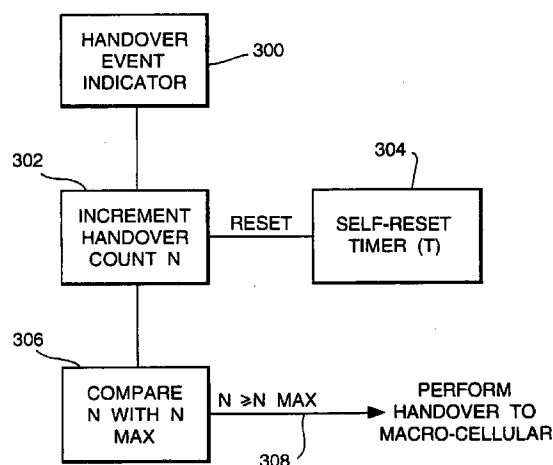 HANDOVER
EVENT
INDICATOR
300
302
304
INCREMENT
HANDOVER
COUNT N
RESET
SELF-RESET
TIMER (T)
306
COMPARE
N WITH N
MAX
N ⩾N MAX
308
PERFORM
HANDOVER TO
MACRO-CELLULAR